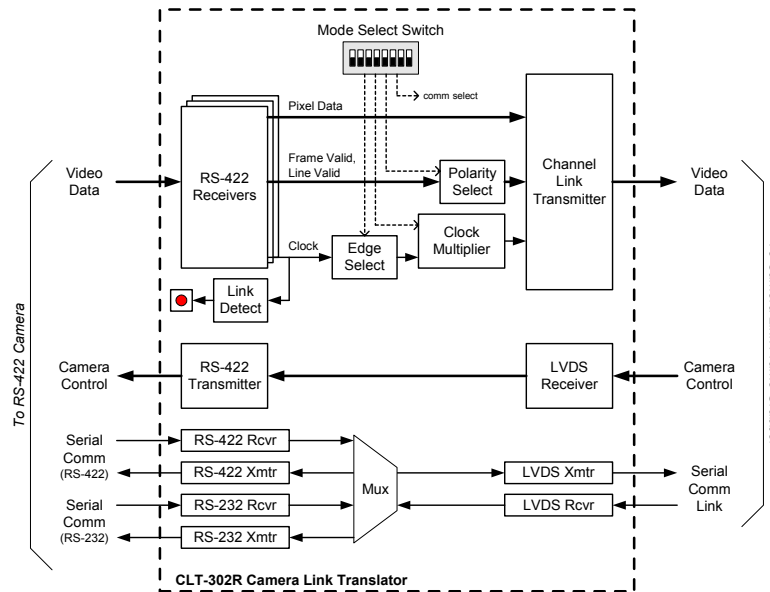 Mode Select Switch
comm select
Pixel Data
Video
Data
RS-422
Receivers
Frame Valid,
Line Valid
Polarity
Select
Channel
Link
Transmitter
Video
Data
Clock
Edge
Select
Clock
Multiplier
Link
Detect
To RS-422 Camera
Camera
Control
RS-422
Transmitter
LVDS
Receiver
Camera
Control
Serial
Comm
(RS-422)
RS-422 Rcvr
RS-422 Xmtr
Mux
LVDS Xmtr
LVDS Rcvr
Serial
Comm
Link
Serial
Comm
(RS-232)
RS-232 Rcvr
RS-232 Xmtr
CLT-302R Camera Link Translator